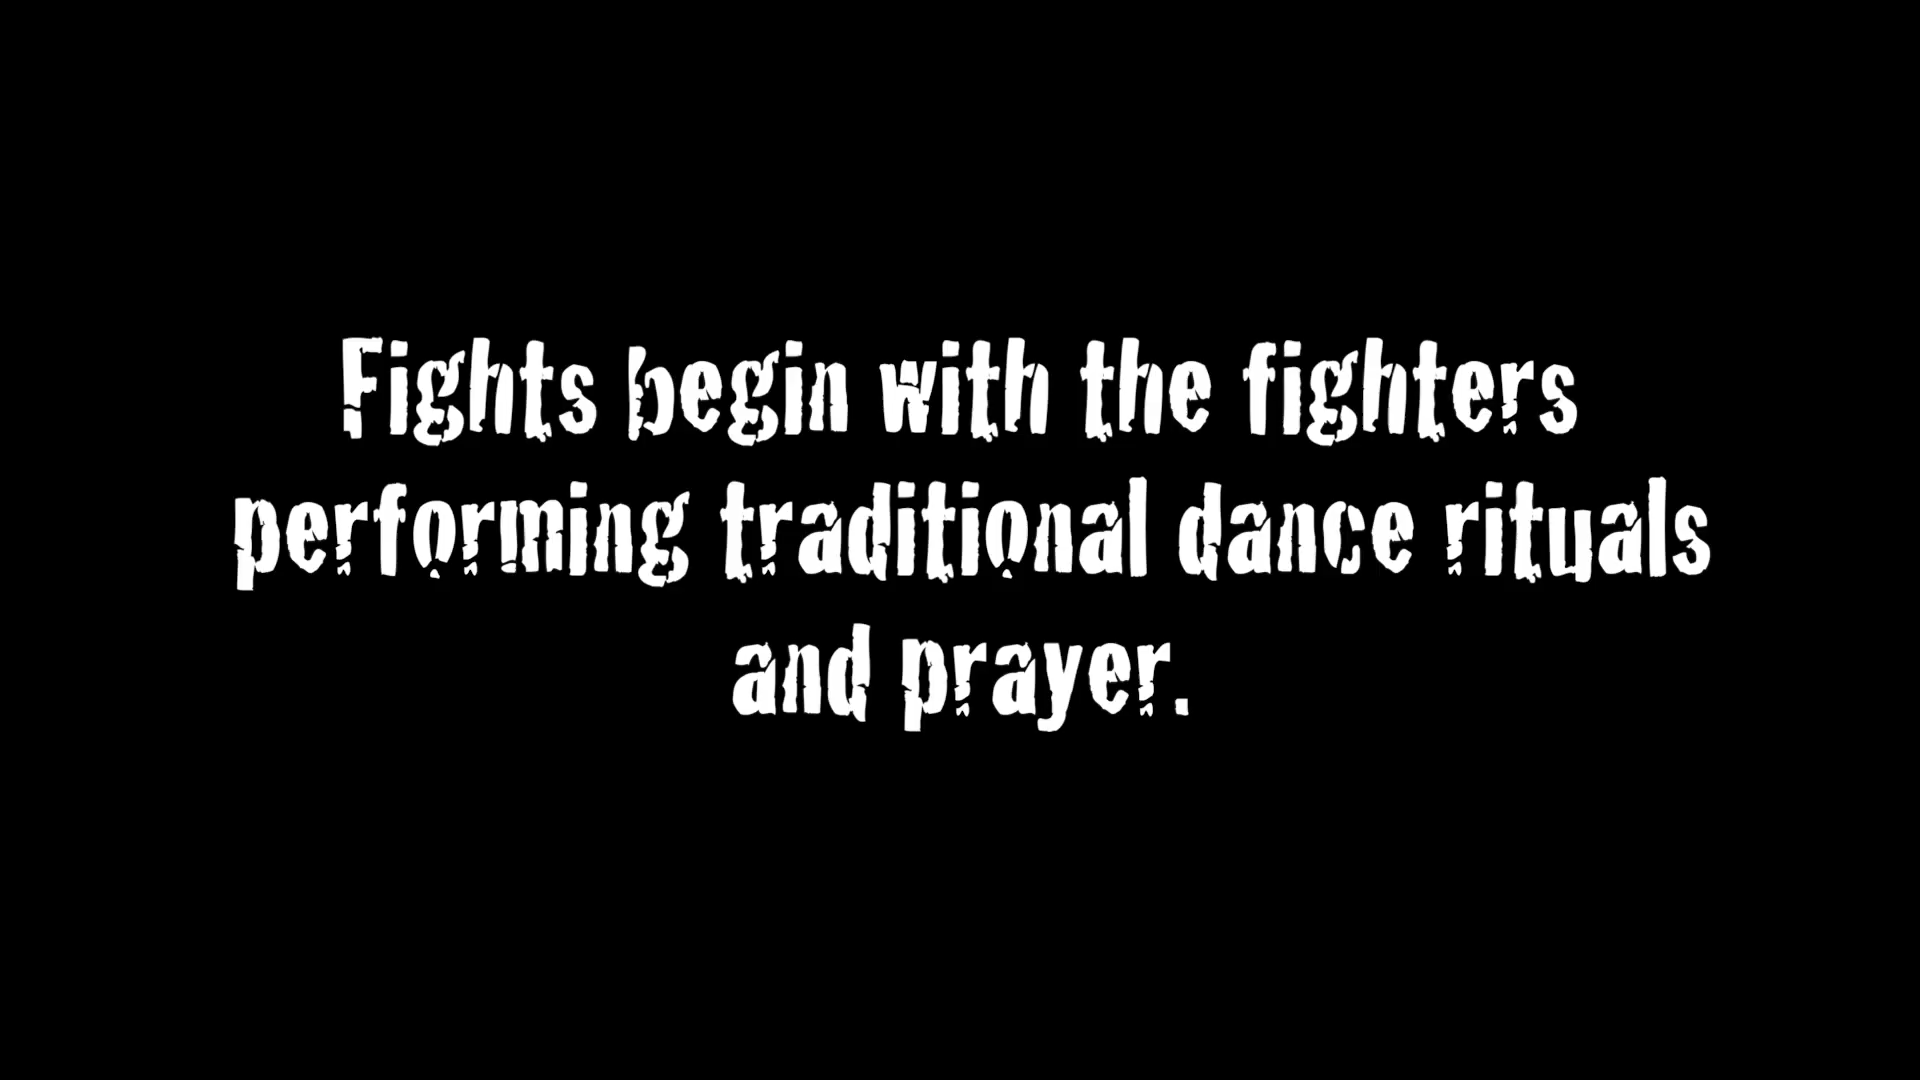 Fights begin with the fighters
performing traditional dance rituals
and prayer.